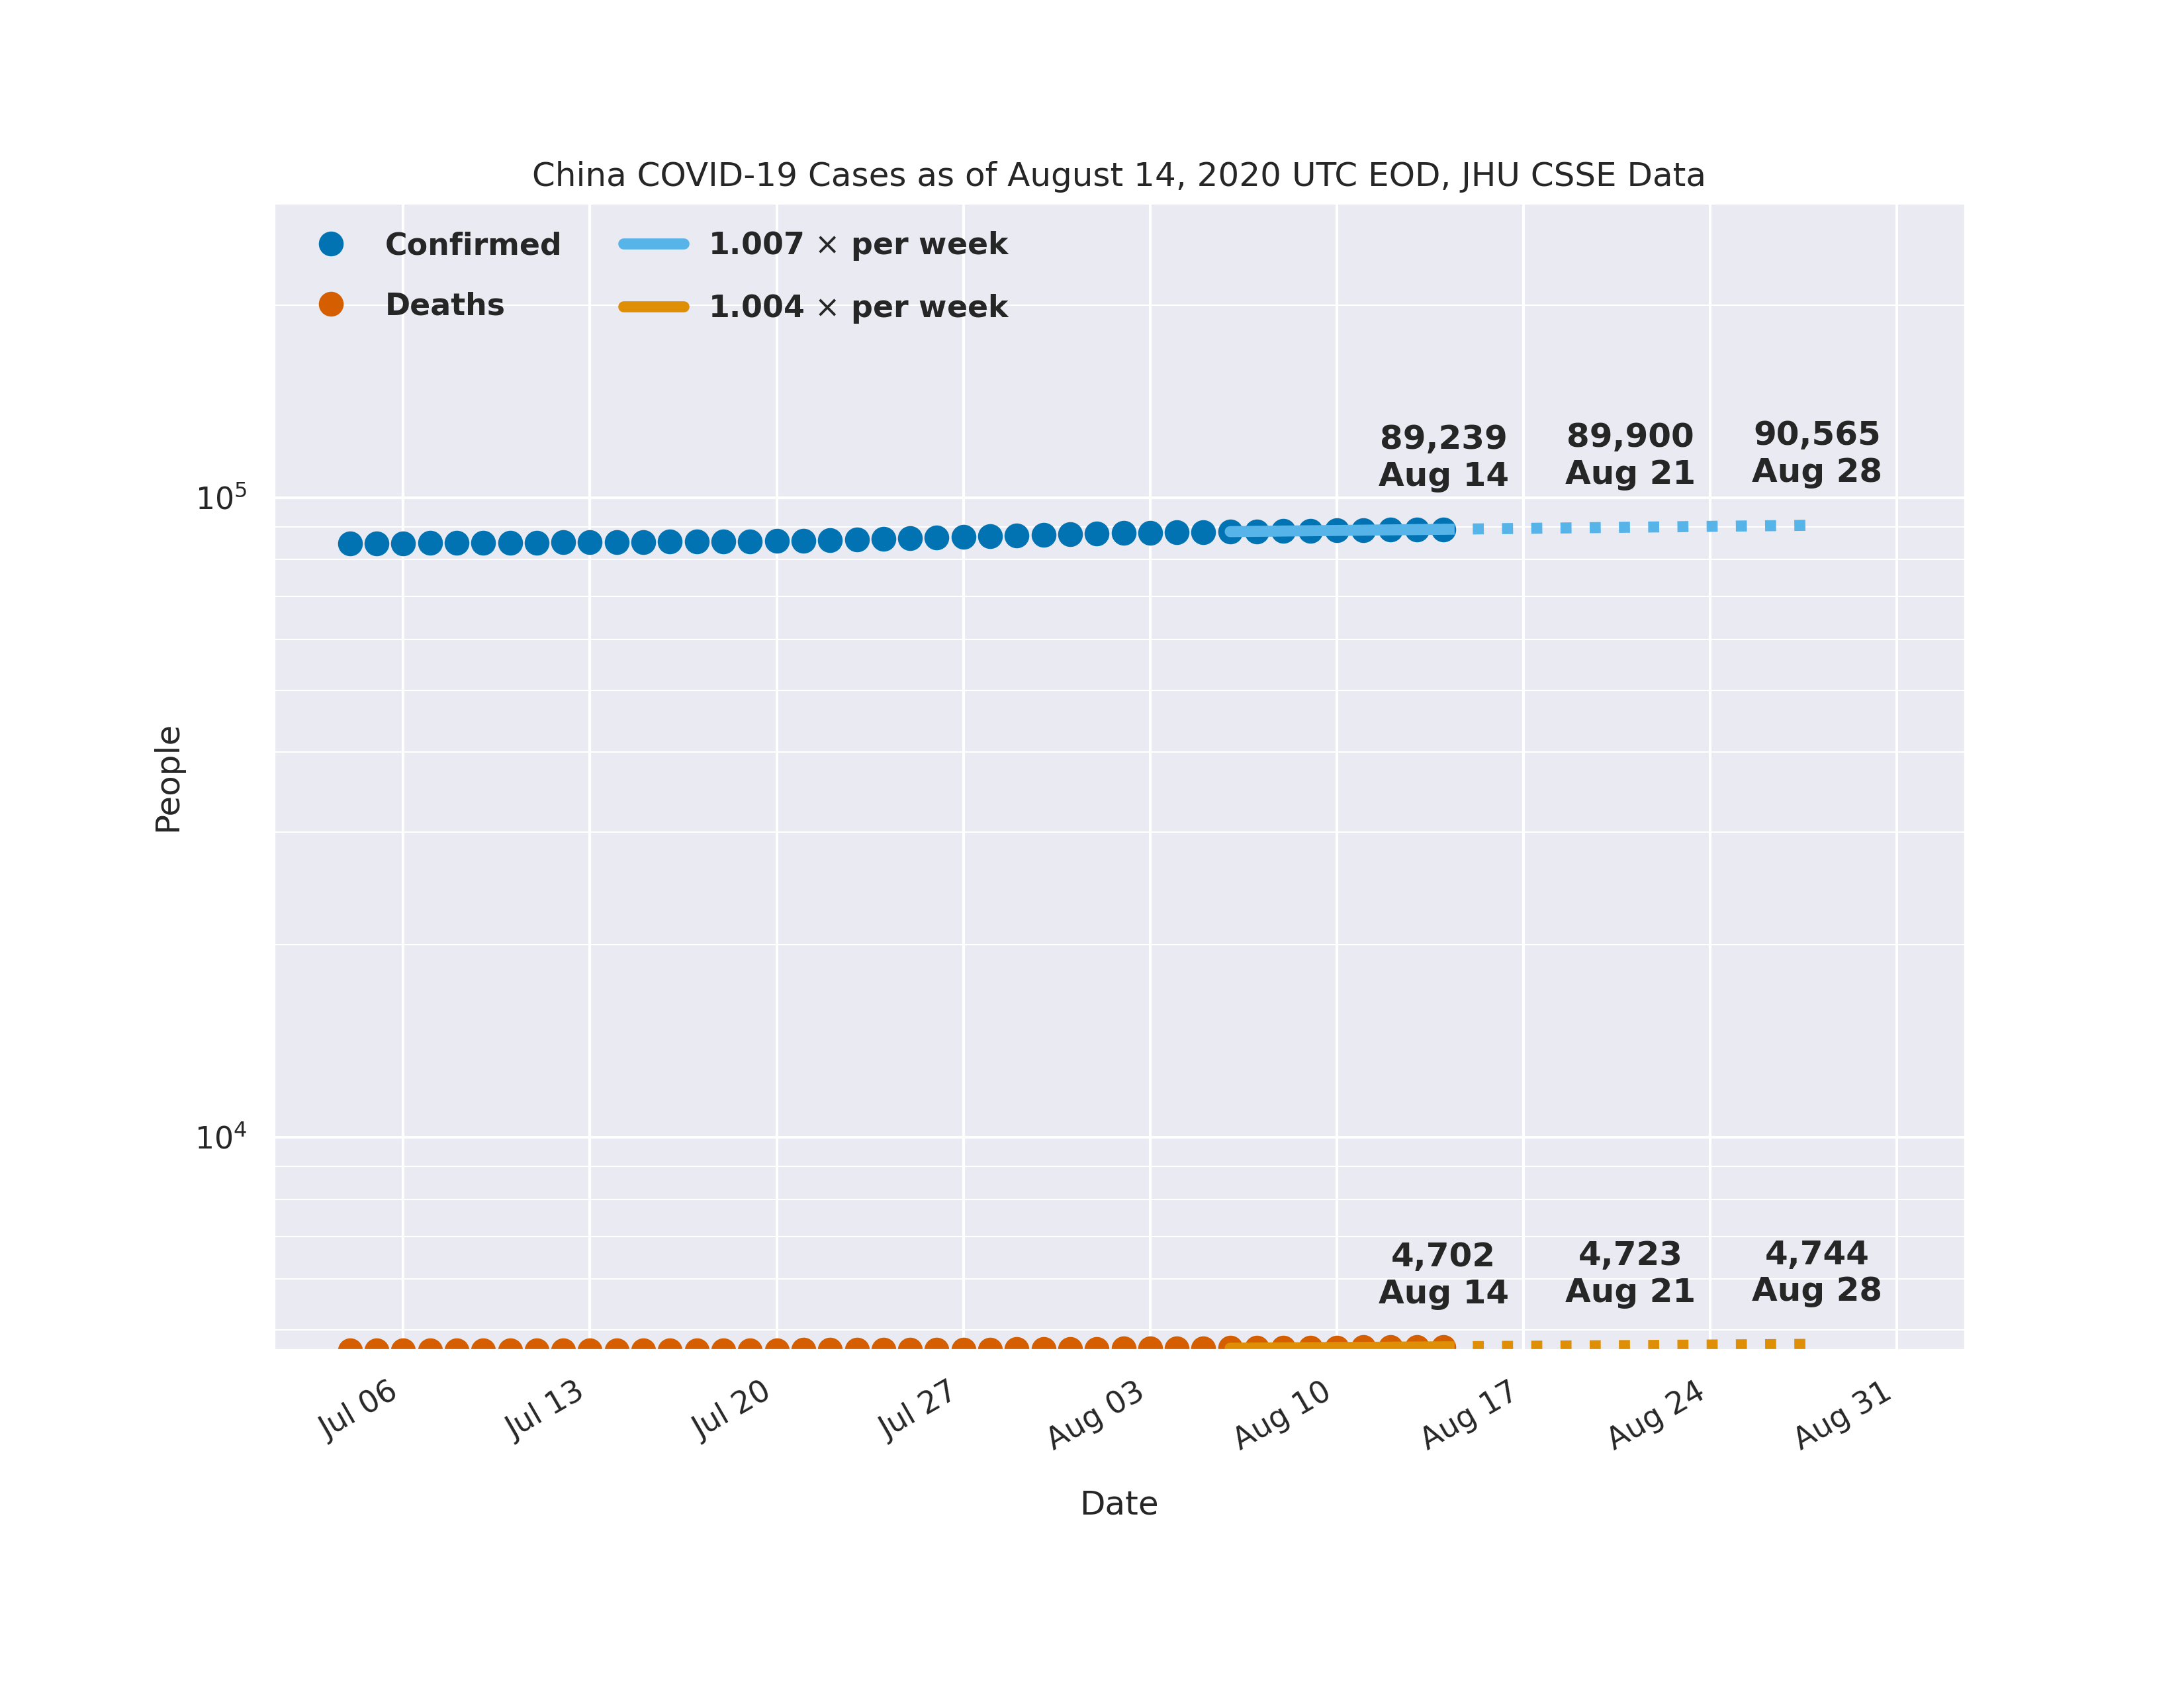 China COVID-19 Cases as of August 14, 2020 UTC EOD, JHU CSSE Data
Confirmed
Deaths
1.007 × per week
1.004 × per week
89,239
Aug 14
89,900
Aug 21
90,565
Aug 28
10⁵
People
10⁴
4,702
Aug 14
4,723
Aug 21
4,744
Aug 28
Jul 06
Jul 13
Jul 20
Jul 27
Aug 03
Aug 10
Aug 17
Aug 24
Aug 31
Date